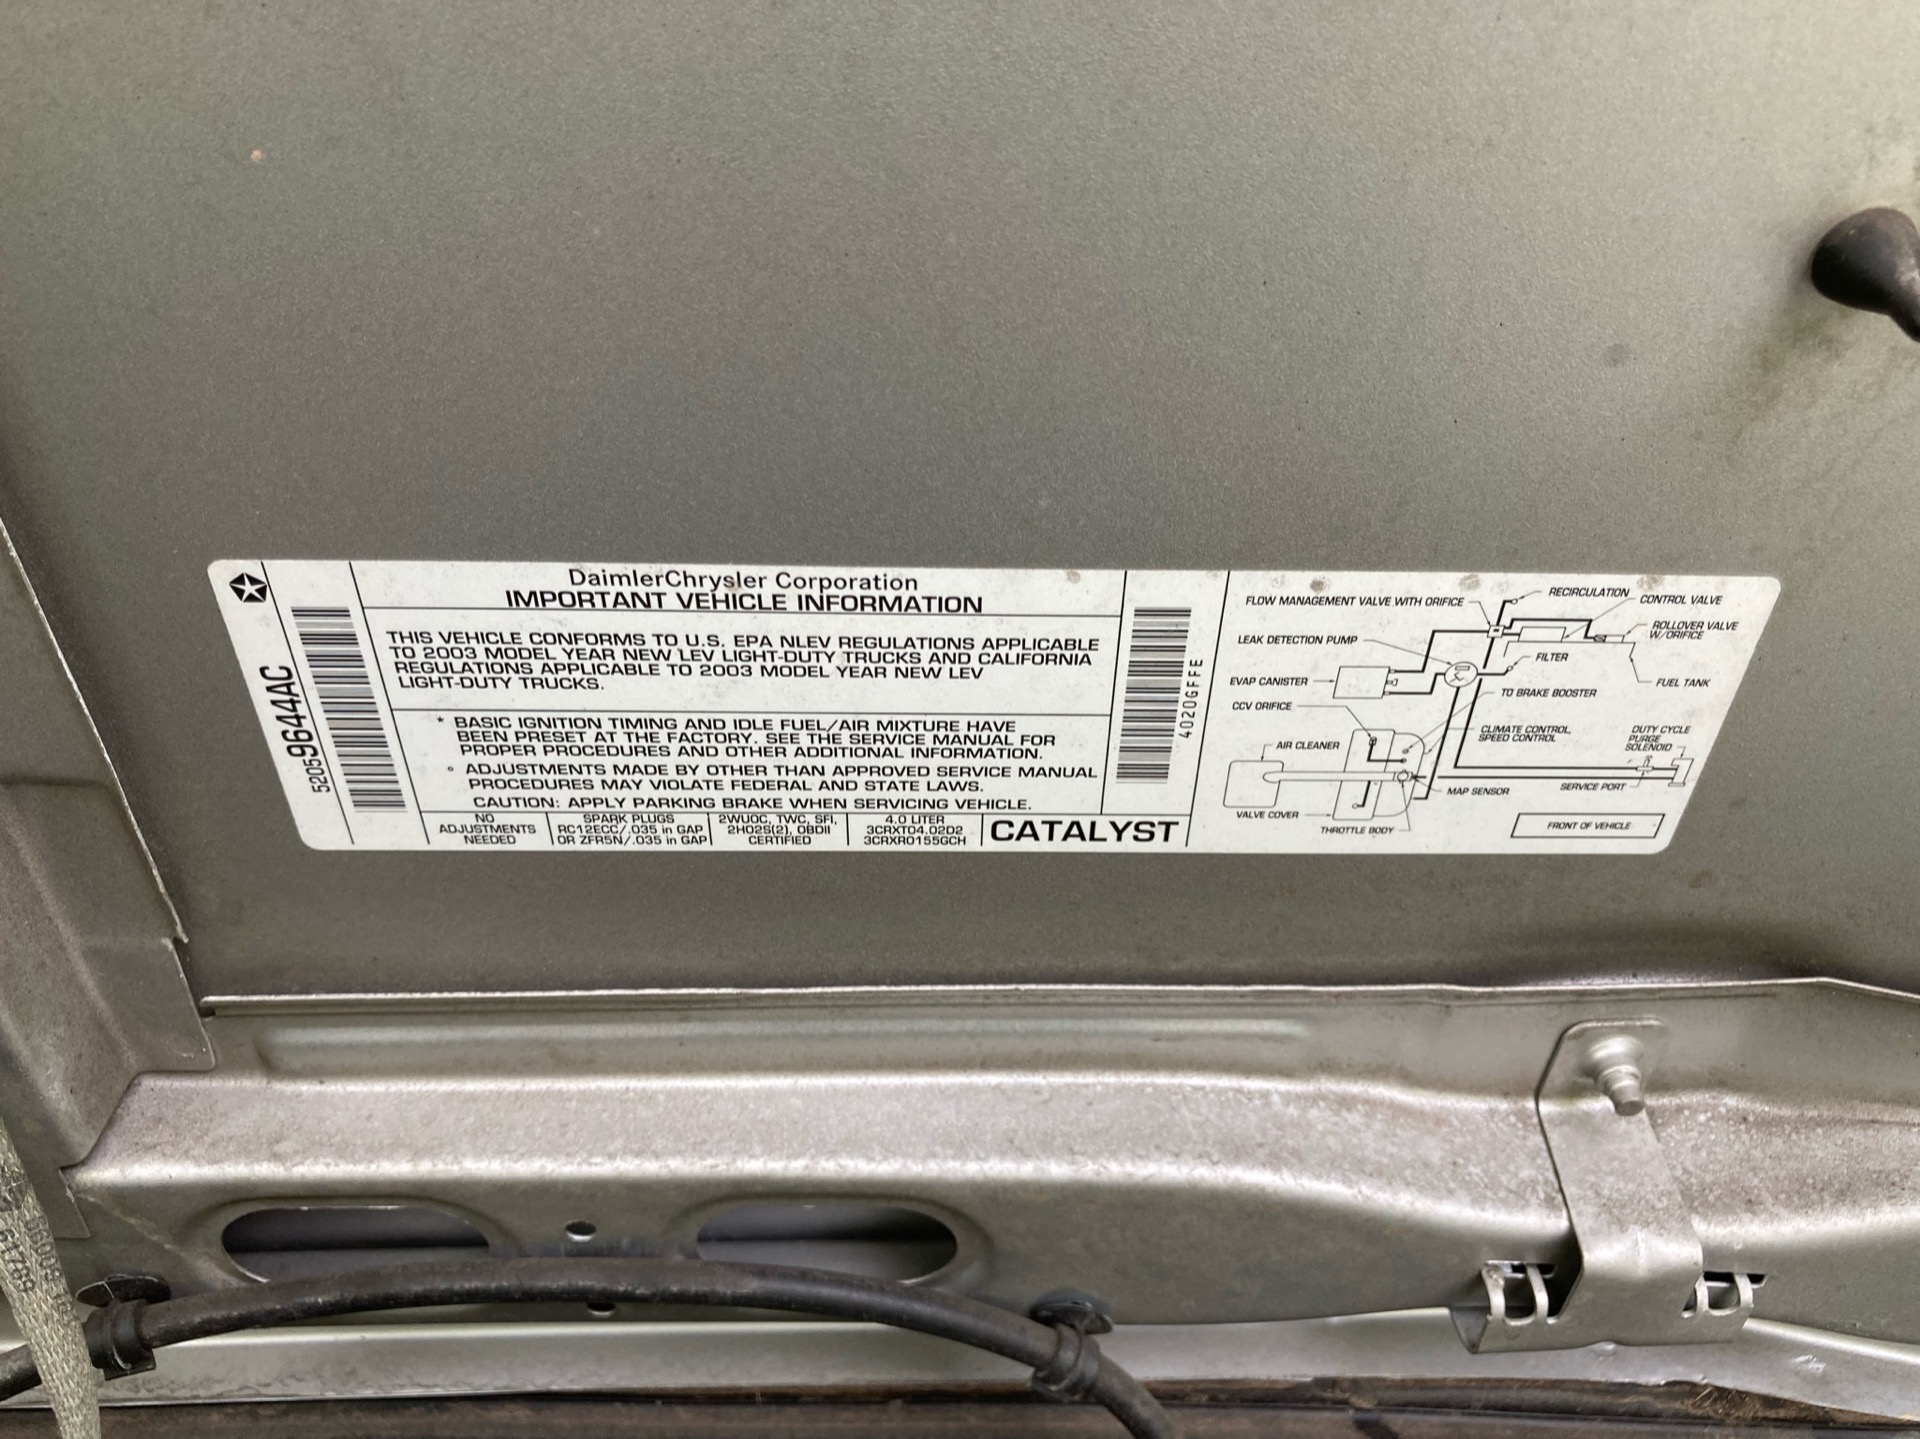 DaimlerChrysler Corporation
IMPORTANT VEHICLE INFORMATION
THIS VEHICLE CONFORMS TO U.S. EPA NLEV REGULATIONS APPLICABLE
TO 2003 MODEL YEAR NEW LEV LIGHT-DUTY TRUCKS AND CALIFORNIA
REGULATIONS APPLICABLE TO 2003 MODEL YEAR NEW LEV
LIGHT-DUTY TRUCKS.
* BASIC IGNITION TIMING AND IDLE FUEL/AIR MIXTURE HAVE
BEEN PRESET AT THE FACTORY. SEE THE SERVICE MANUAL FOR
PROPER PROCEDURES AND OTHER ADDITIONAL INFORMATION.
° ADJUSTMENTS MADE BY OTHER THAN APPROVED SERVICE MANUAL
PROCEDURES MAY VIOLATE FEDERAL AND STATE LAWS.
CAUTION: APPLY PARKING BRAKE WHEN SERVICING VEHICLE.
NO
ADJUSTMENTS
NEEDED
SPARK PLUGS
RC12ECC/.035 in GAP
OR ZFR5N/.035 in GAP
2WUOC, TWC, SFI,
2HO2S(2), OBDII
CERTIFIED
4.0 LITER
3CRXT04.02D2
3CRXR0155GCH
CATALYST
52059644AC
4020GFFE
RECIRCULATION
FLOW MANAGEMENT VALVE WITH ORIFICE
CONTROL VALVE
ROLLOVER VALVE
W/ORIFICE
LEAK DETECTION PUMP
FILTER
EVAP CANISTER
FUEL TANK
TO BRAKE BOOSTER
CCV ORIFICE
CLIMATE CONTROL,
SPEED CONTROL
DUTY CYCLE
PURGE
SOLENOID
AIR CLEANER
SERVICE PORT
MAP SENSOR
VALVE COVER
THROTTLE BODY
FRONT OF VEHICLE